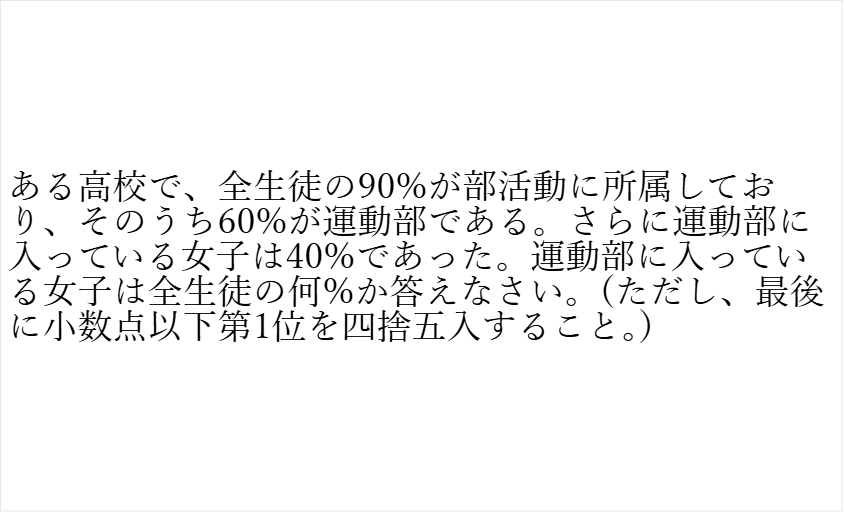 ある高校で、全生徒の90%が部活動に所属してお
り、そのうち60%が運動部である。さらに運動部に
入っている女子は40%であった。運動部に入ってい
る女子は全生徒の何%か答えなさい。(ただし、最後
に小数点以下第1位を四捨五入すること。)